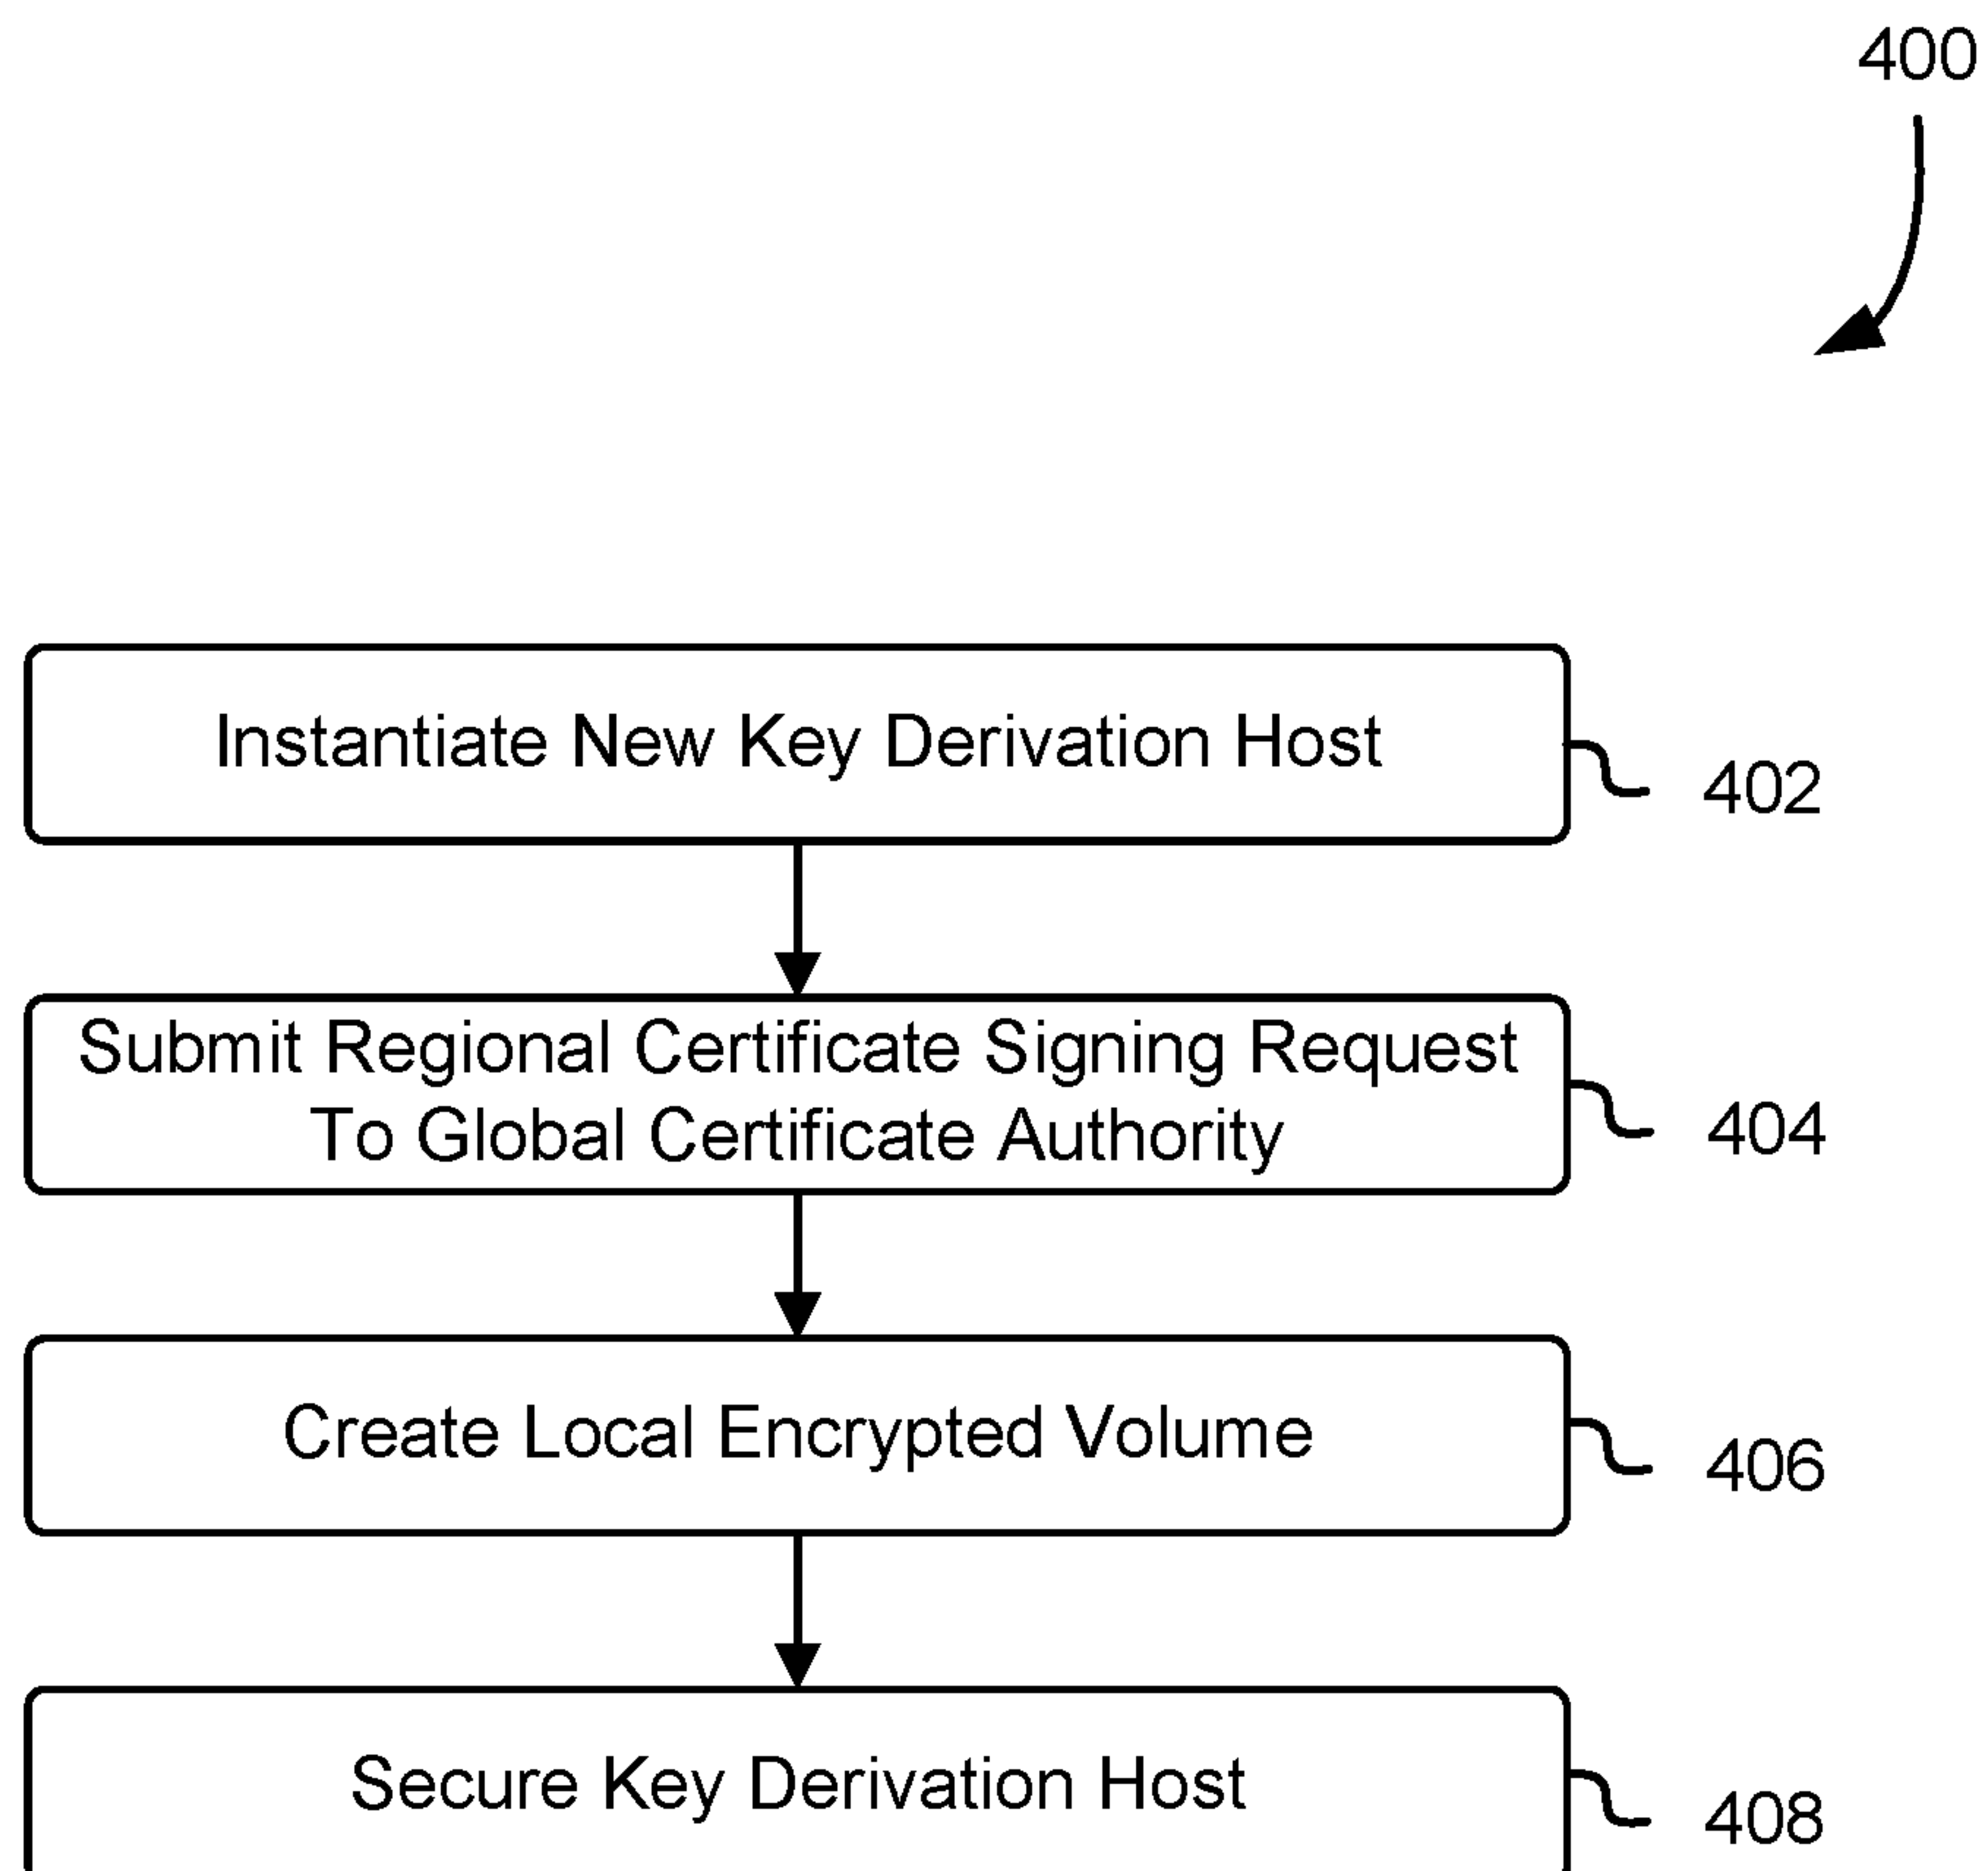 400
Instantiate New Key Derivation Host
402
Submit Regional Certificate Signing Request
To Global Certificate Authority
404
Create Local Encrypted Volume
406
Secure Key Derivation Host
408